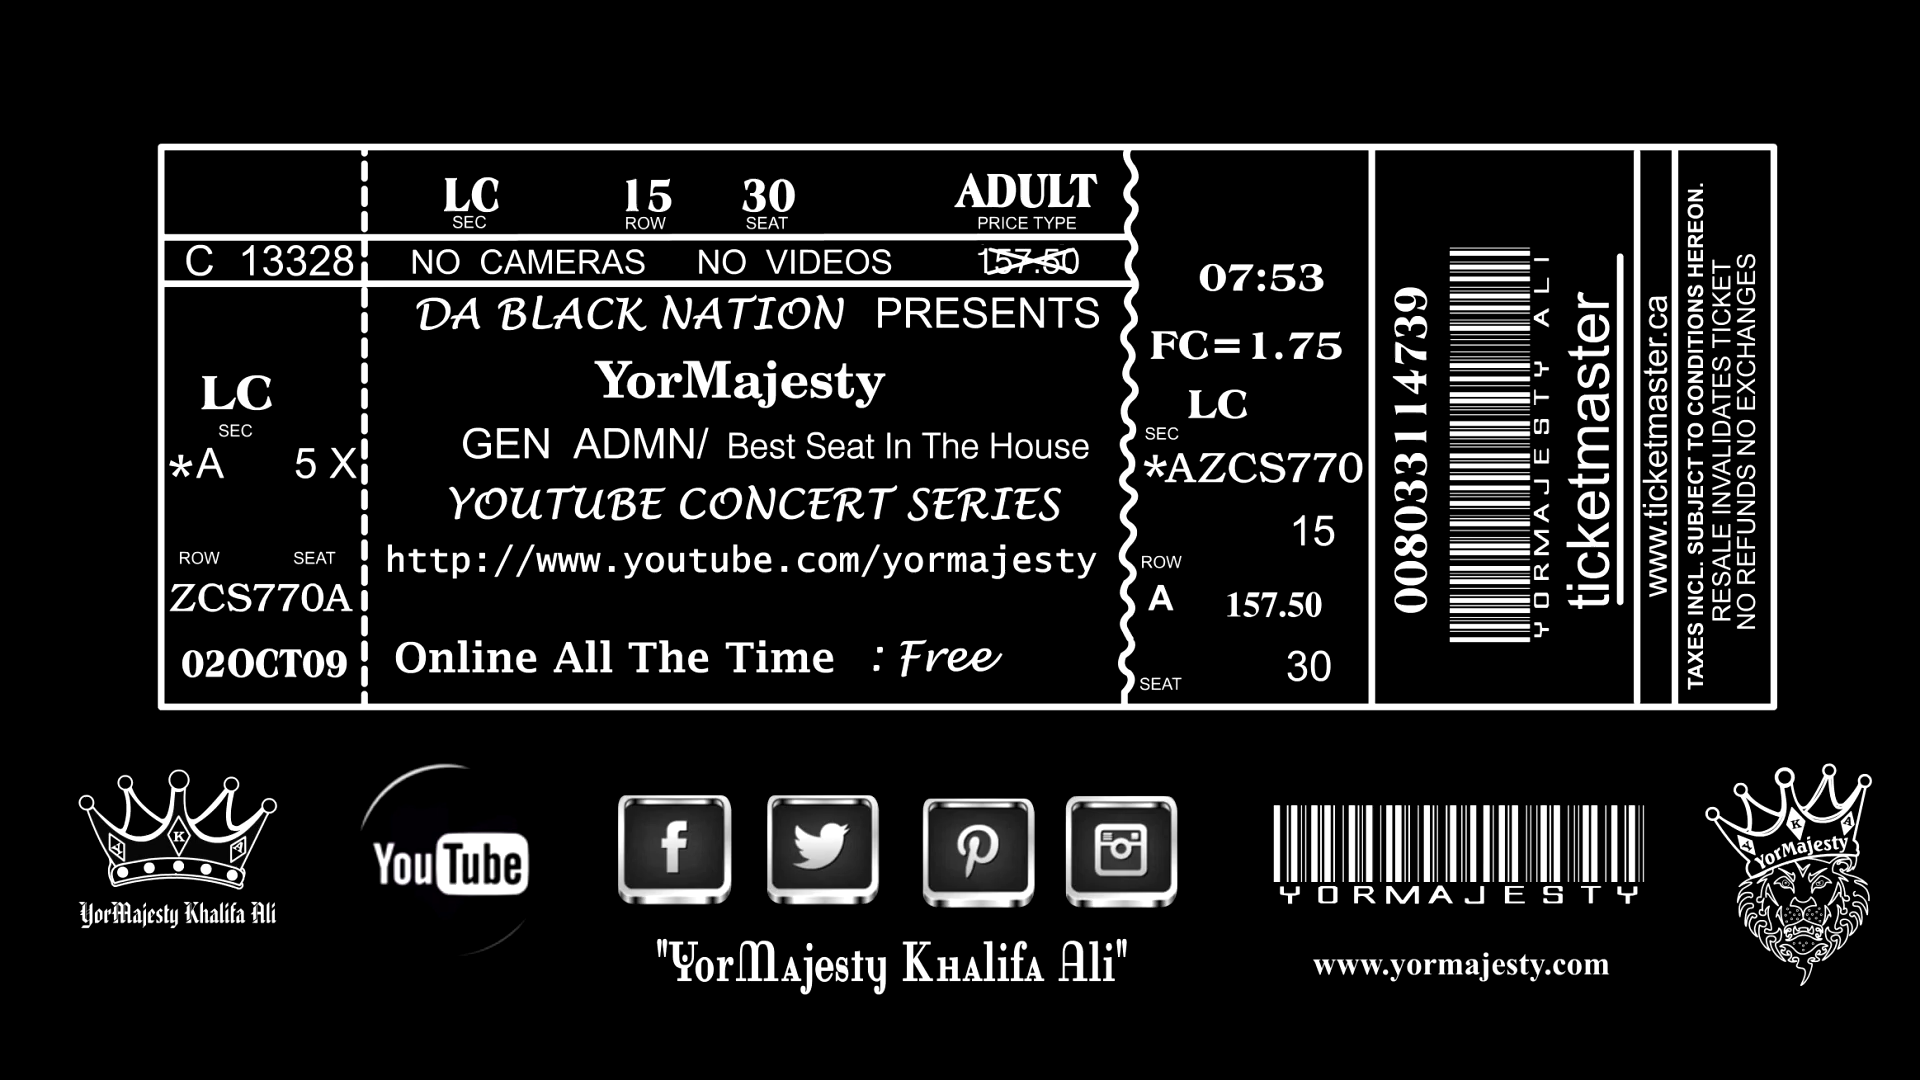 LC 15 30 ADULT
SEC ROW SEAT PRICE TYPE
C 13328 NO CAMERAS NO VIDEOS 157.50
DA BLACK NATION PRESENTS
YorMajesty
GEN ADMN/ Best Seat In The House
YOUTUBE CONCERT SERIES
http://www.youtube.com/yormajesty
Online All The Time : Free
LC
SEC
*A 5 X
ROW SEAT
ZCS770A
02OCT09
07:53
FC=1.75
LC
SEC
*AZCS770
15
ROW
A 157.50
30
SEAT
008033114739
YORMAJESTY ALI
ticketmaster
www.ticketmaster.ca
TAXES INCL. SUBJECT TO CONDITIONS HEREON.
RESALE INVALIDATES TICKET
NO REFUNDS NO EXCHANGES
A K A
YorMajesty Khalifa Ali
YouTube
"YorMajesty Khalifa Ali"
YORMAJESTY
www.yormajesty.com
A K A
YorMajesty